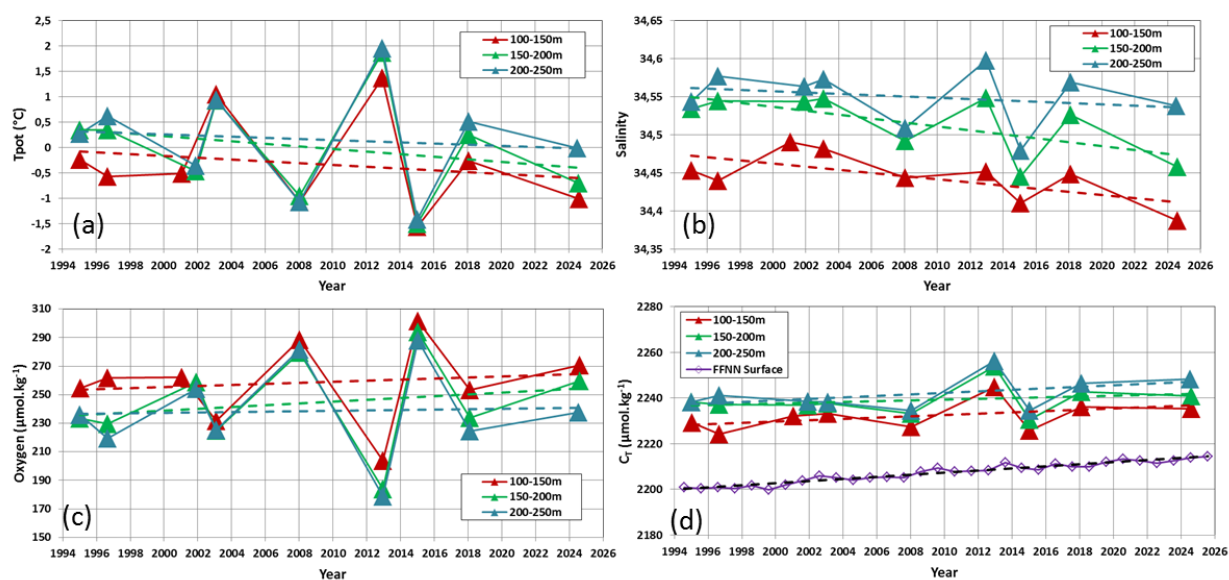 2,5
2
1,5
1
0,5
0
-0,5
-1
-1,5
-2
Tpot (°C)
100-150m
150-200m
200-250m
(a)
1994 1996 1998 2000 2002 2004 2006 2008 2010 2012 2014 2016 2018 2020 2022 2024 2026
Year
34,65
34,6
34,55
34,5
34,45
34,4
34,35
Salinity
100-150m
150-200m
200-250m
(b)
1994 1996 1998 2000 2002 2004 2006 2008 2010 2012 2014 2016 2018 2020 2022 2024 2026
Year
310
290
270
250
230
210
190
170
150
Oxygen (µmol.kg⁻¹)
100-150m
150-200m
200-250m
(c)
1994 1996 1998 2000 2002 2004 2006 2008 2010 2012 2014 2016 2018 2020 2022 2024 2026
Year
2280
2260
2240
2220
2200
2180
C_T (µmol.kg⁻¹)
100-150m
150-200m
200-250m
FFNN Surface
(d)
1994 1996 1998 2000 2002 2004 2006 2008 2010 2012 2014 2016 2018 2020 2022 2024 2026
Year